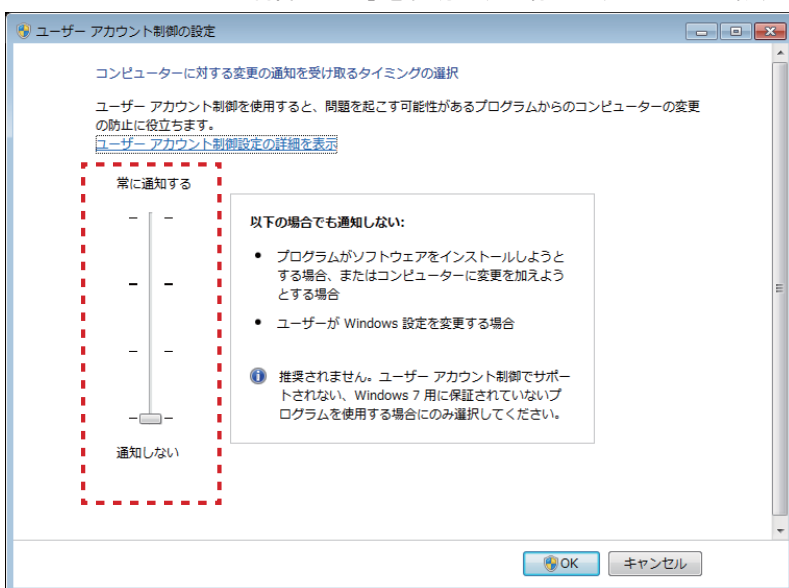 ユーザー アカウント制御の設定
コンピューターに対する変更の通知を受け取るタイミングの選択
ユーザー アカウント制御を使用すると、問題を起こす可能性があるプログラムからのコンピューターの変更
の防止に役立ちます。
ユーザー アカウント制御設定の詳細を表示
常に通知する
以下の場合でも通知しない:
• プログラムがソフトウェアをインストールしようと
する場合、またはコンピューターに変更を加えよう
とする場合
• ユーザーが Windows 設定を変更する場合
推奨されません。ユーザー アカウント制御でサポー
トされない、Windows 7 用に保証されていないプ
ログラムを使用する場合にのみ選択してください。
通知しない
OK
キャンセル